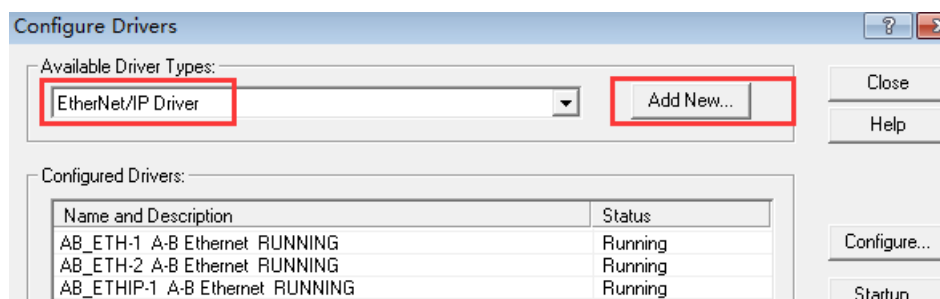 Configure Drivers
Available Driver Types:
EtherNet/IP Driver
Add New...
Close
Help
Configured Drivers:
Name and Description Status
AB_ETH-1 A-B Ethernet RUNNING Running
AB_ETH-2 A-B Ethernet RUNNING Running
AB_ETHIP-1 A-B Ethernet RUNNING Running
Configure...
Startup